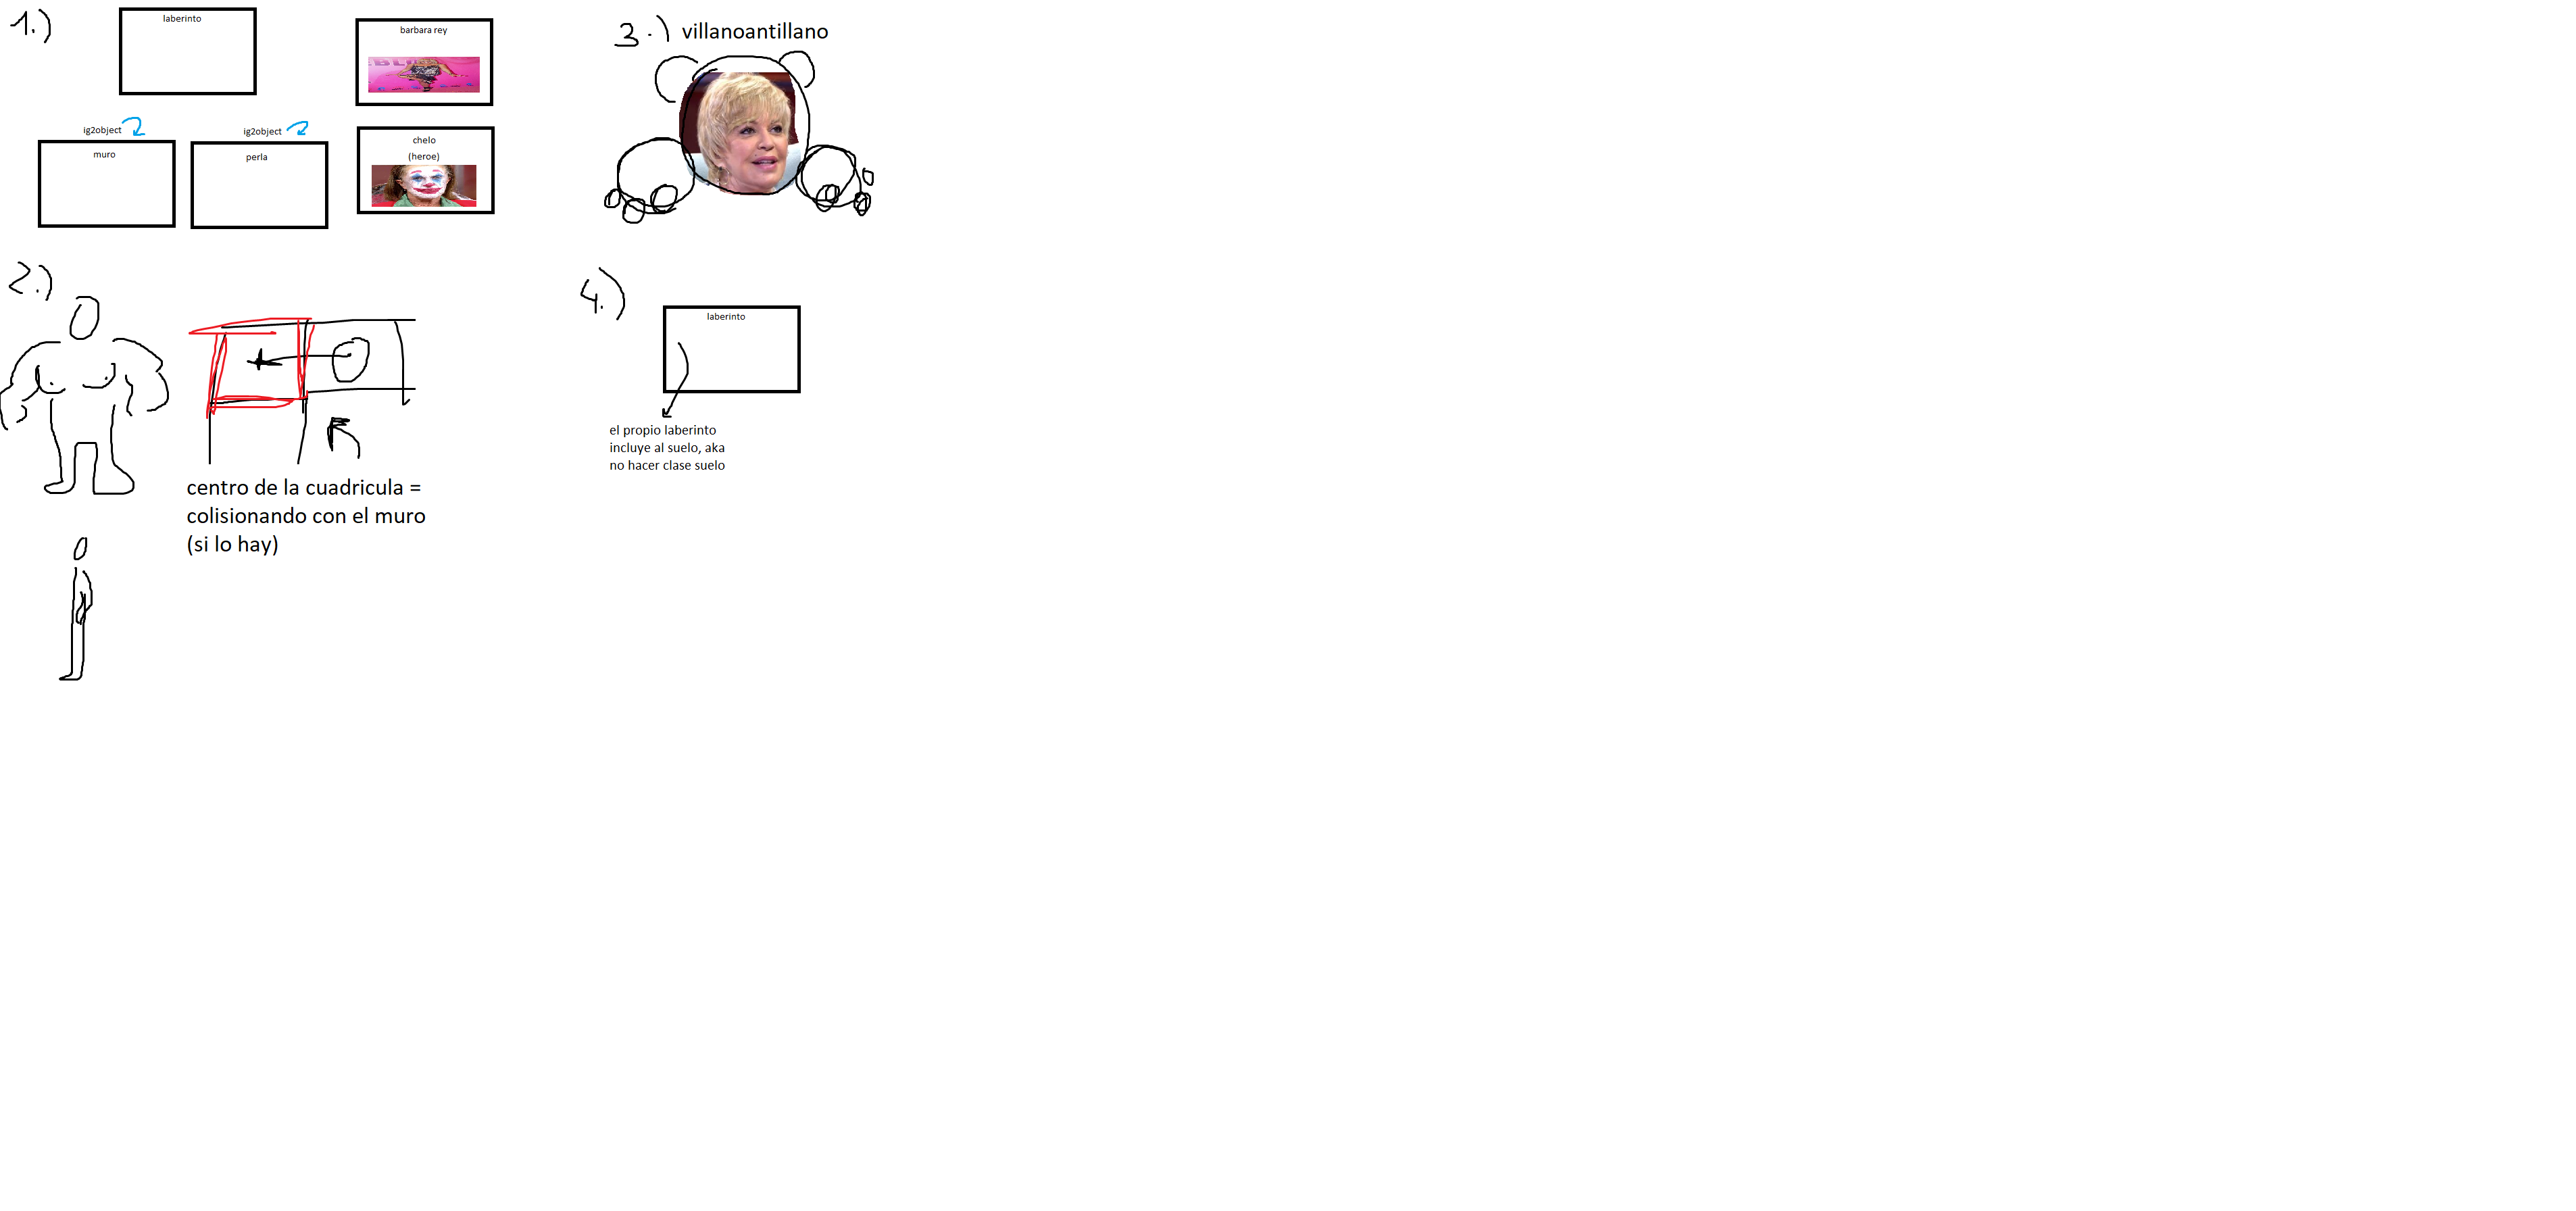 1.)
laberinto
barbara rey
ig2object
ig2object
muro
perla
chelo
(heroe)
2.)
centro de la cuadricula =
colisionando con el muro
(si lo hay)
3.) villanoantillano
4.)
laberinto
el propio laberinto
incluye al suelo, aka
no hacer clase suelo